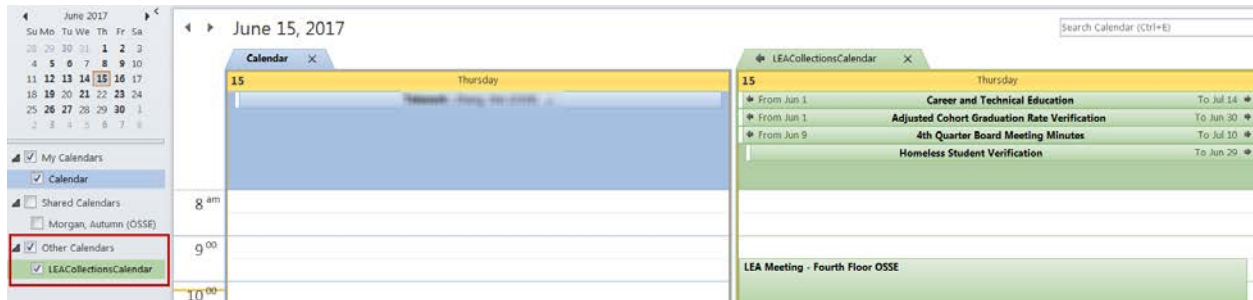 June 2017
Su Mo Tu We Th Fr Sa
28 29 30 31 1 2 3
4 5 6 7 8 9 10
11 12 13 14 15 16 17
18 19 20 21 22 23 24
25 26 27 28 29 30 1
2 3 4 5 6 7 8
My Calendars
Calendar
Shared Calendars
Morgan, Autumn (OSSE)
Other Calendars
LEACollectionsCalendar
June 15, 2017
Search Calendar (Ctrl+E)
Calendar
15 Thursday
8 am
9 00
10 00
LEACollectionsCalendar
15 Thursday
From Jun 1 Career and Technical Education To Jul 14
From Jun 1 Adjusted Cohort Graduation Rate Verification To Jun 30
From Jun 9 4th Quarter Board Meeting Minutes To Jul 10
Homeless Student Verification To Jun 29
LEA Meeting - Fourth Floor OSSE